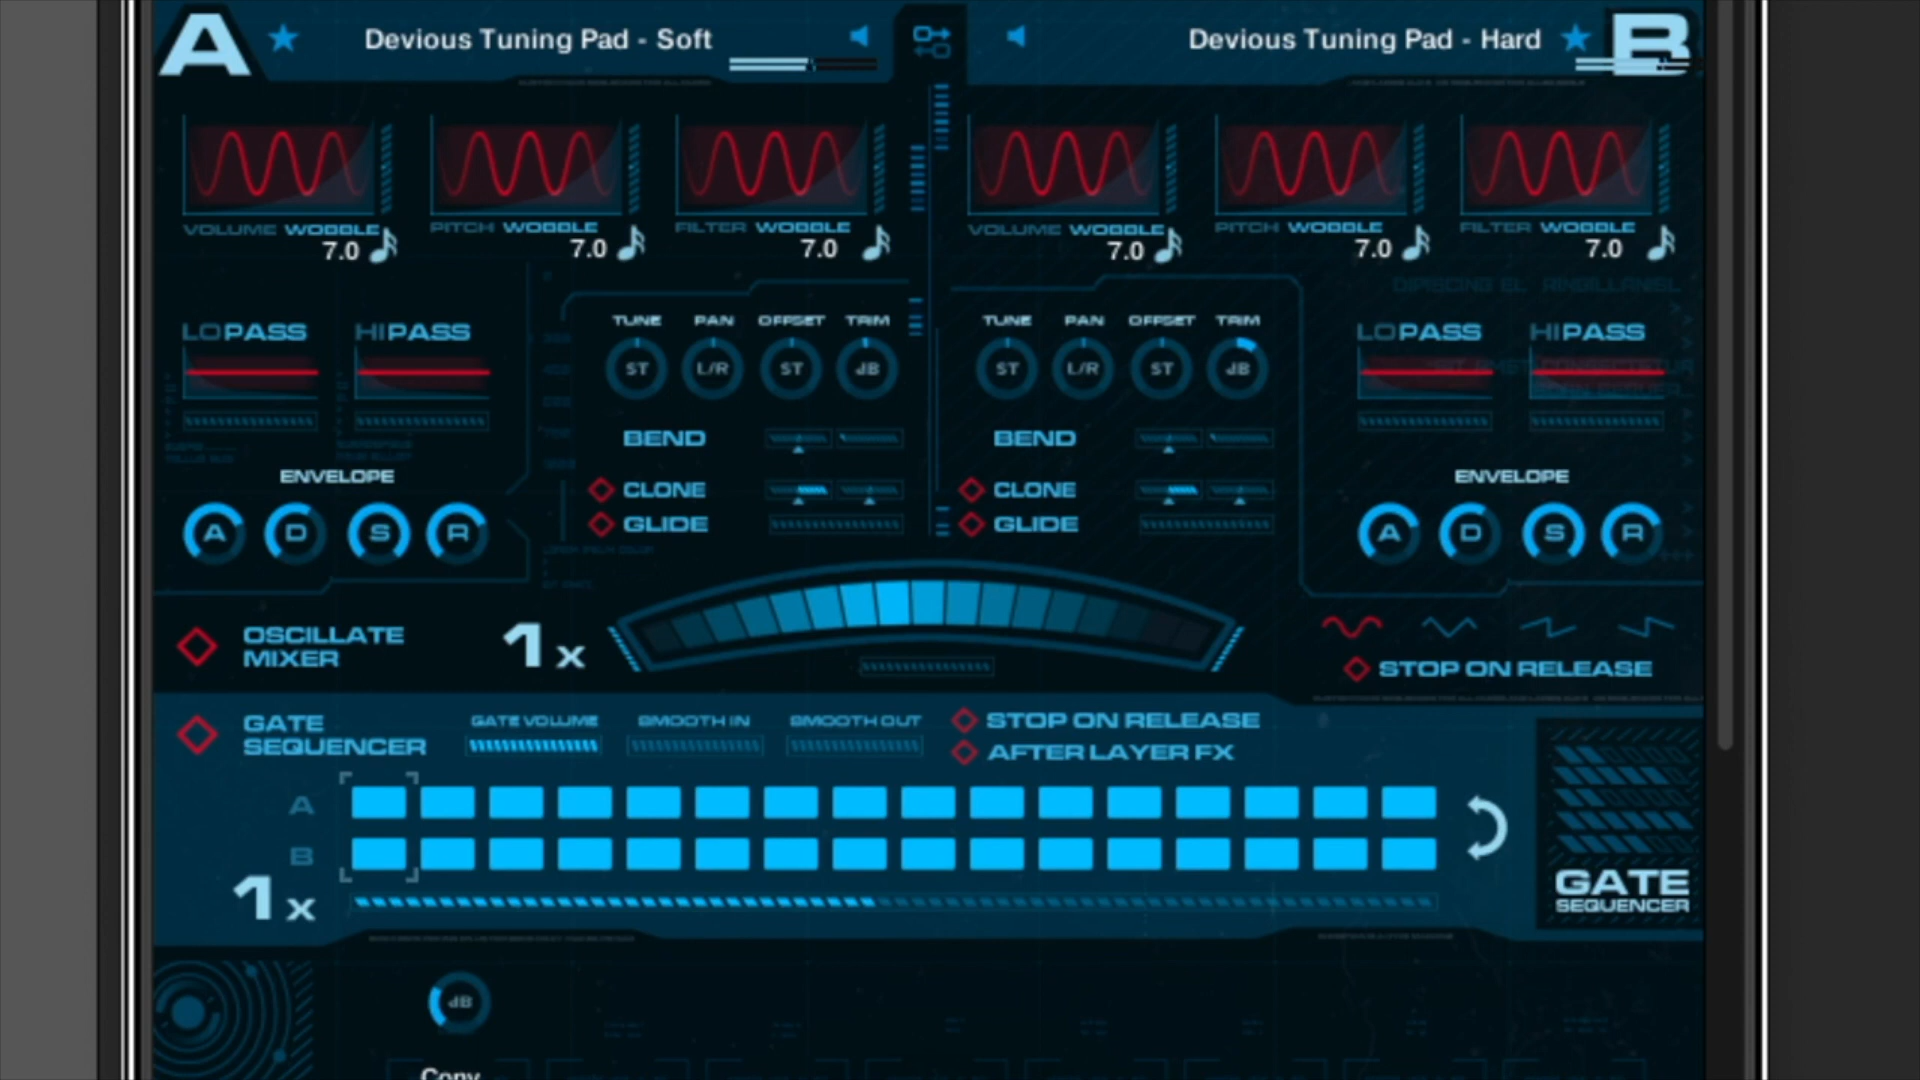 A
Devious Tuning Pad - Soft
Devious Tuning Pad - Hard
B
VOLUME WOBBLE
7.0
PITCH WOBBLE
7.0
FILTER WOBBLE
7.0
VOLUME WOBBLE
7.0
PITCH WOBBLE
7.0
FILTER WOBBLE
7.0
LOPASS
HIPASS
TUNE PAN OFFSET TRIM
ST L/R ST dB
BEND
CLONE
GLIDE
TUNE PAN OFFSET TRIM
ST L/R ST dB
BEND
CLONE
GLIDE
LOPASS
HIPASS
ENVELOPE
A D S R
ENVELOPE
A D S R
OSCILLATE
MIXER
1 x
STOP ON RELEASE
GATE
SEQUENCER
GATE VOLUME
SMOOTH IN
SMOOTH OUT
STOP ON RELEASE
AFTER LAYER FX
A
B
1 x
GATE
SEQUENCER
dB
Copy